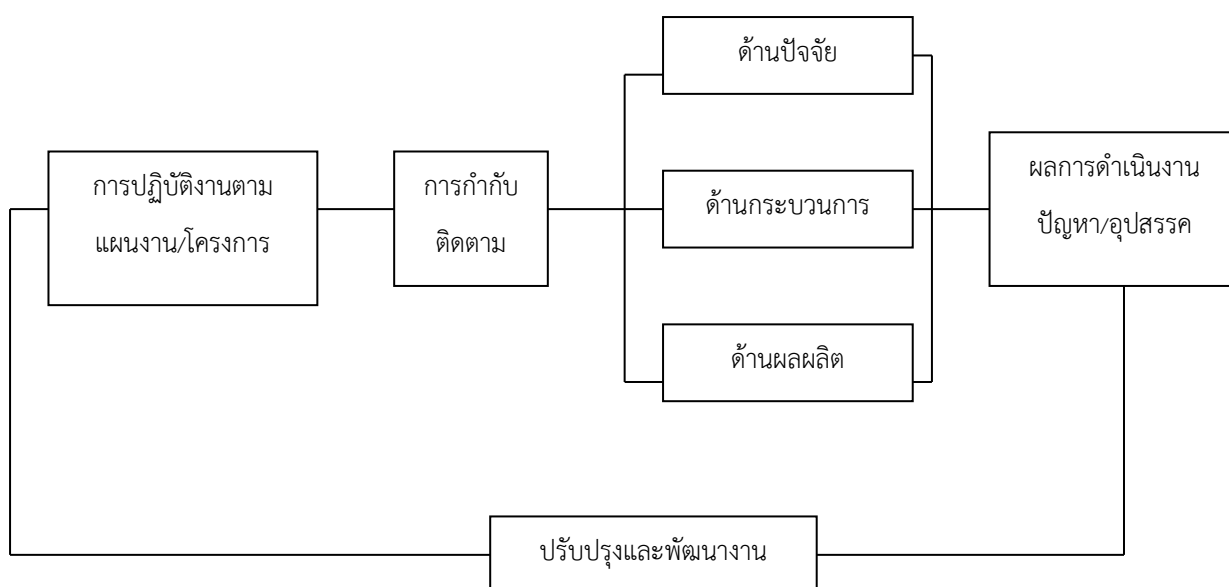 ด้านปัจจัย
การปฏิบัติงานตาม
แผนงาน/โครงการ
การกำกับ
ติดตาม
ด้านกระบวนการ
ผลการดำเนินงาน
ปัญหา/อุปสรรค
ด้านผลผลิต
ปรับปรุงและพัฒนางาน